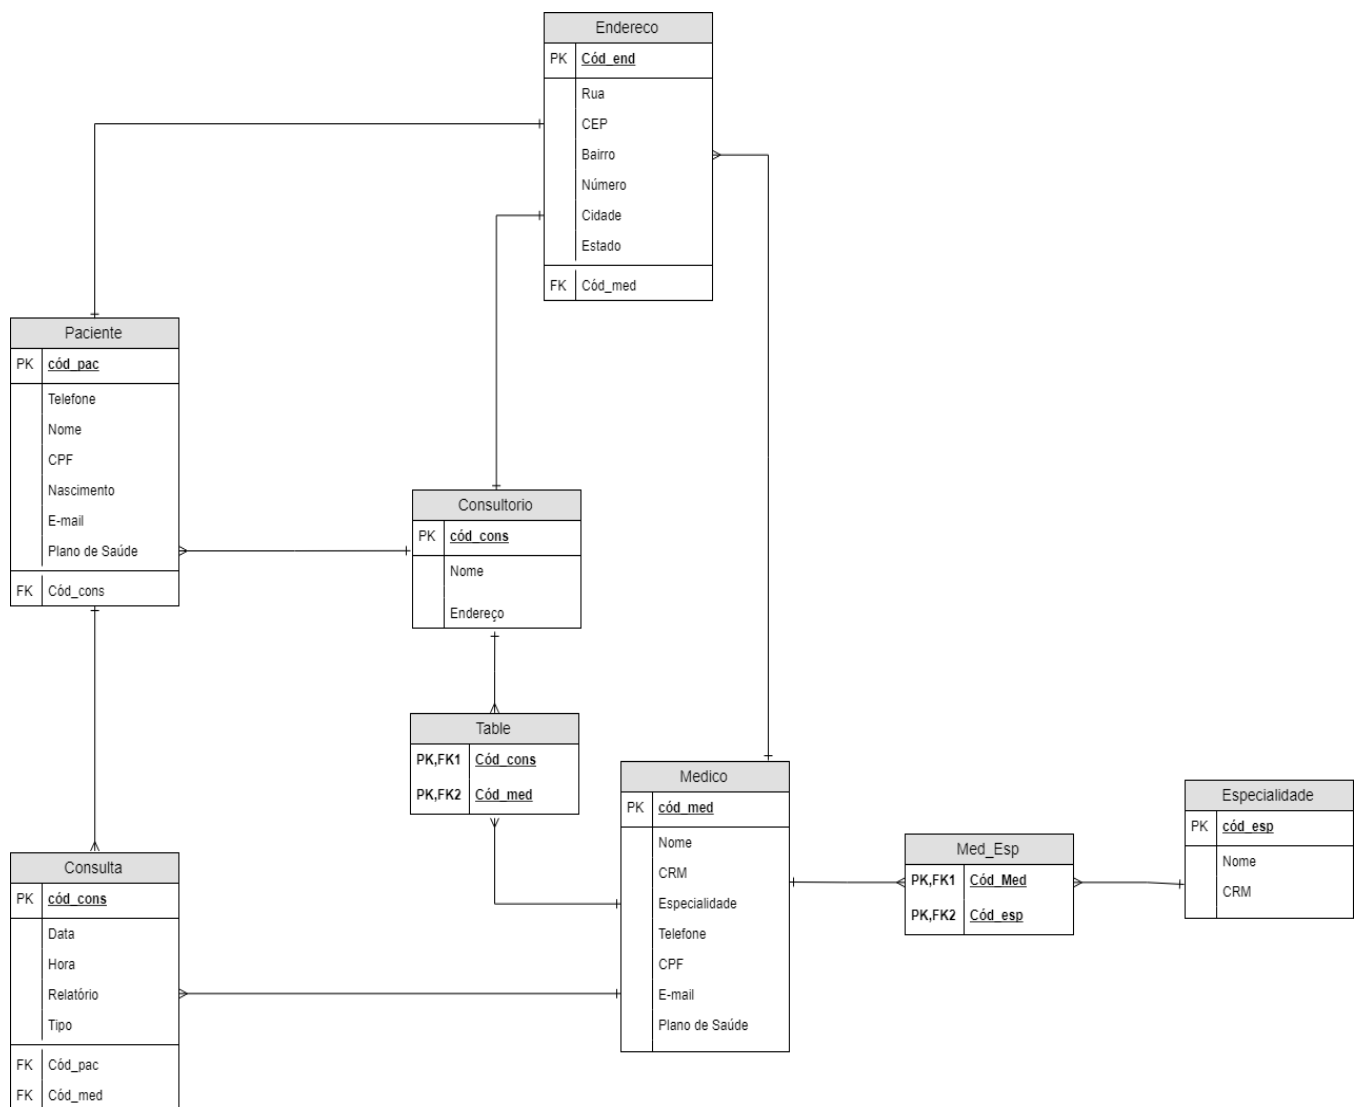 Endereco
PK Cód_end
Rua
CEP
Bairro
Número
Cidade
Estado
FK Cód_med
Paciente
PK cód_pac
Telefone
Nome
CPF
Nascimento
E-mail
Plano de Saúde
FK Cód_cons
Consultorio
PK cód_cons
Nome
Endereço
Table
PK,FK1 Cód_cons
PK,FK2 Cód_med
Medico
PK cód_med
Nome
CRM
Especialidade
Telefone
CPF
E-mail
Plano de Saúde
Med_Esp
PK,FK1 Cód_Med
PK,FK2 Cód_esp
Especialidade
PK cód_esp
Nome
CRM
Consulta
PK cód_cons
Data
Hora
Relatório
Tipo
FK Cód_pac
FK Cód_med